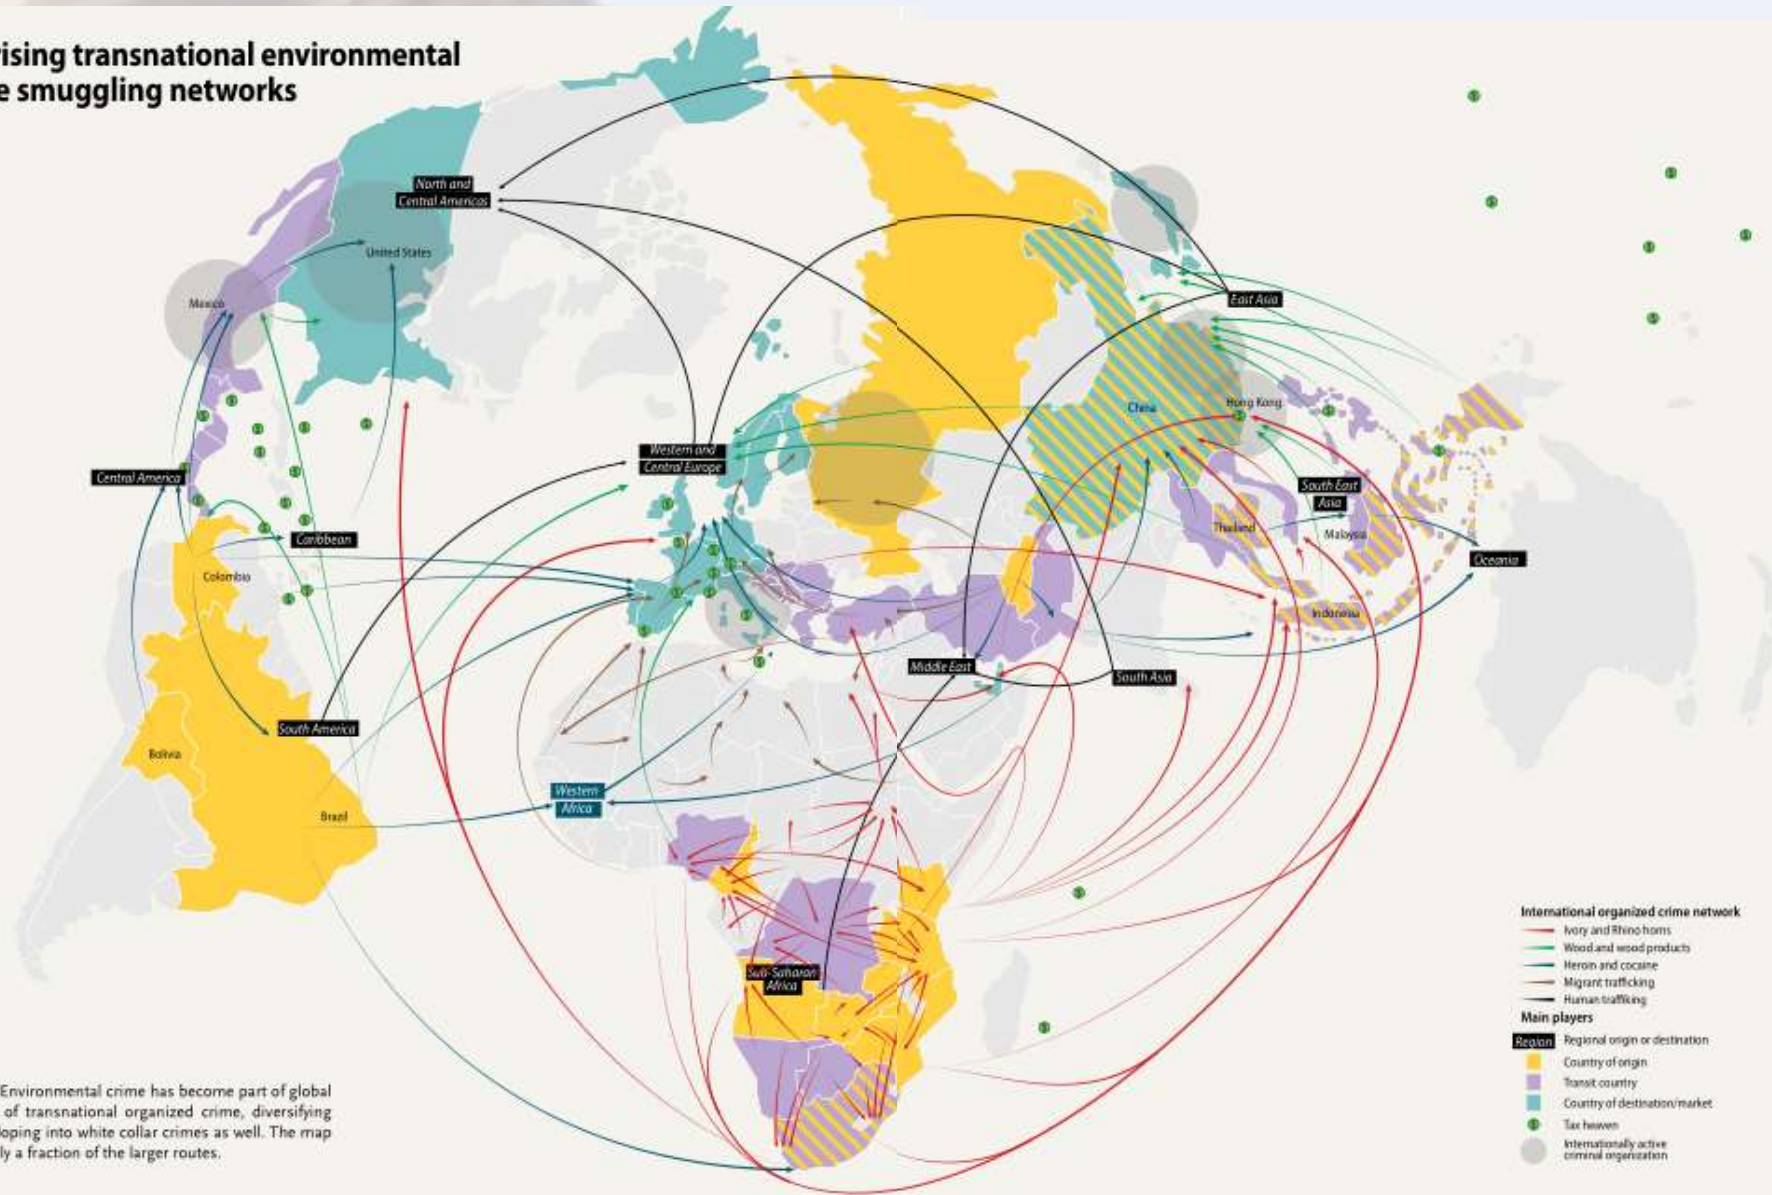 ising transnational environmental
e smuggling networks
North and
Central Americas
United States
Mexico
East Asia
China
Hong Kong
Western and
Central Europe
Central America
South East
Asia
Thailand
Malaysia
Caribbean
Oceania
Colombia
Indonesia
Middle East
South Asia
South America
Bolivia
Western
Africa
Brazil
Sub-Saharan
Africa
International organized crime network
Ivory and Rhino horns
Wood and wood products
Heroin and cocaine
Migrant trafficking
Human traffiking
Main players
Region Regional origin or destination
Country of origin
Transit country
Country of destination/market
$ Tax heaven
Internationally active
criminal organization
Environmental crime has become part of global
of transnational organized crime, diversifying
loping into white collar crimes as well. The map
ly a fraction of the larger routes.